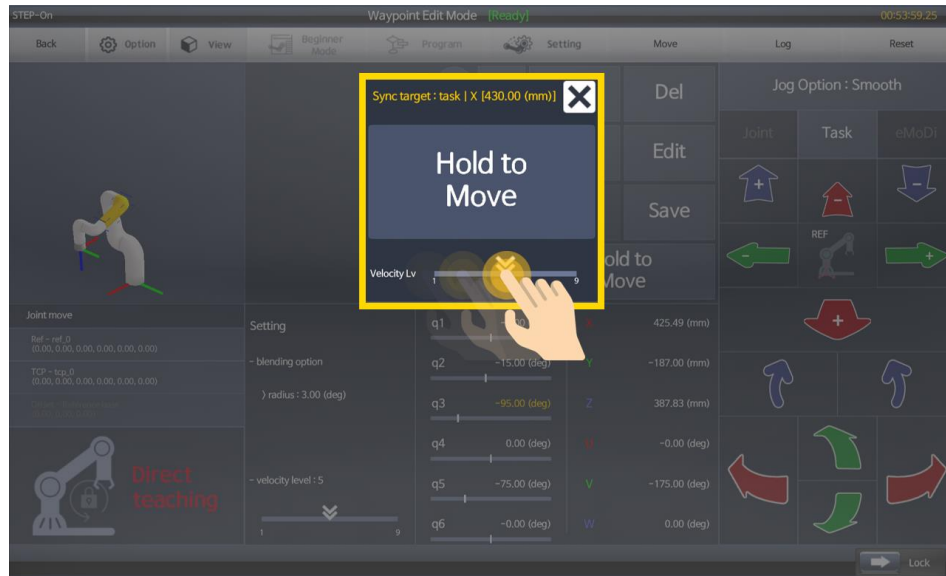 STEP-On
Waypoint Edit Mode [Ready]
00:53:59.25
Back
Option
View
Beginner
Mode
Program
Setting
Move
Log
Reset
Sync target : task | X [430.00 (mm)]
Hold to
Move
Velocity Lv
1
9
Del
Edit
Save
Move
Jog Option : Smooth
Joint
Task
eMoDi
+
-
-
-
REF
+
+
Joint move
Ref - ref_0
(0.00, 0.00, 0.00, 0.00, 0.00, 0.00)
TCP - tcp_0
(0.00, 0.00, 0.00, 0.00, 0.00, 0.00)
Direct
teaching
Setting
- blending option
> radius : 3.00 (deg)
- velocity level : 5
1
9
q1
425.49 (mm)
q2
-15.00 (deg)
Y
-187.00 (mm)
q3
-95.00 (deg)
Z
387.83 (mm)
q4
0.00 (deg)
U
-0.00 (deg)
q5
-75.00 (deg)
V
-175.00 (deg)
q6
-0.00 (deg)
W
0.00 (deg)
Lock